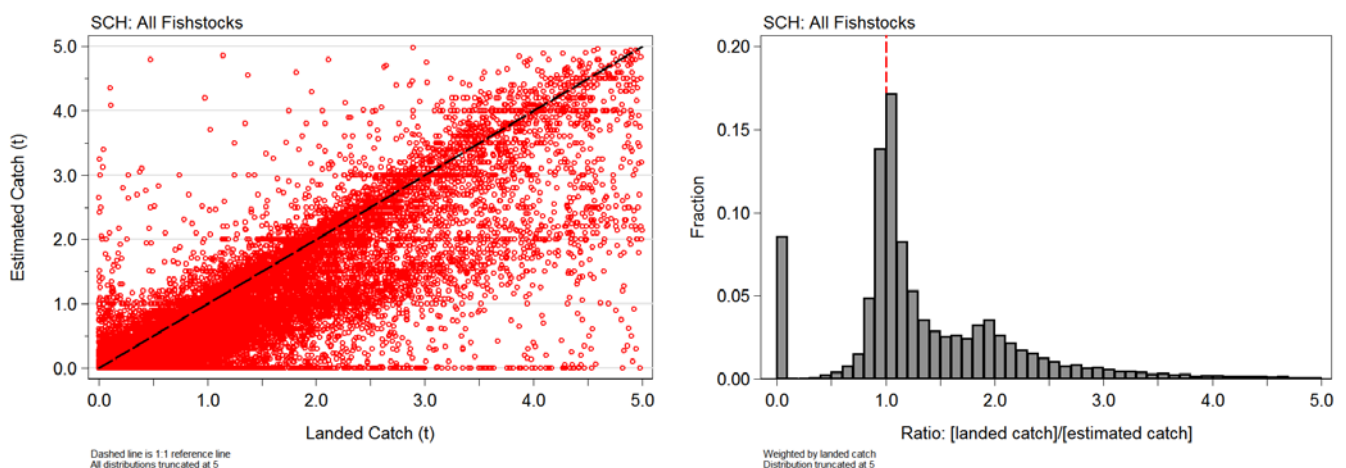 SCH: All Fishstocks
5.0
4.0
3.0
2.0
1.0
0.0
Estimated Catch (t)
0.0 1.0 2.0 3.0 4.0 5.0
Landed Catch (t)
Dashed line is 1:1 reference line
All distributions truncated at 5
SCH: All Fishstocks
0.20
0.15
0.10
0.05
0.00
Fraction
0.0 1.0 2.0 3.0 4.0 5.0
Ratio: [landed catch]/[estimated catch]
Weighted by landed catch
Distribution truncated at 5